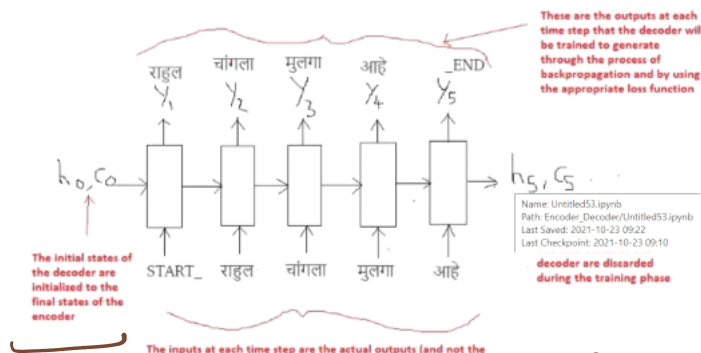 These are the outputs at each
time step that the decoder will
be trained to generate
through the process of
backpropagation and by using
the appropriate loss function
राहुल चांगला मुलगा आहे _END
Y1 Y2 Y3 Y4 Y5
h0, c0
h5, c5
Name: Untitled53.ipynb
Path: Encoder_Decoder/Untitled53.ipynb
Last Saved: 2021-10-23 09:22
Last Checkpoint: 2021-10-23 09:10
decoder are discarded
during the training phase
The initial states of
the decoder are
initialized to the
final states of the
encoder
START_ राहुल चांगला मुलगा आहे
The inputs at each time step are the actual outputs (and not the